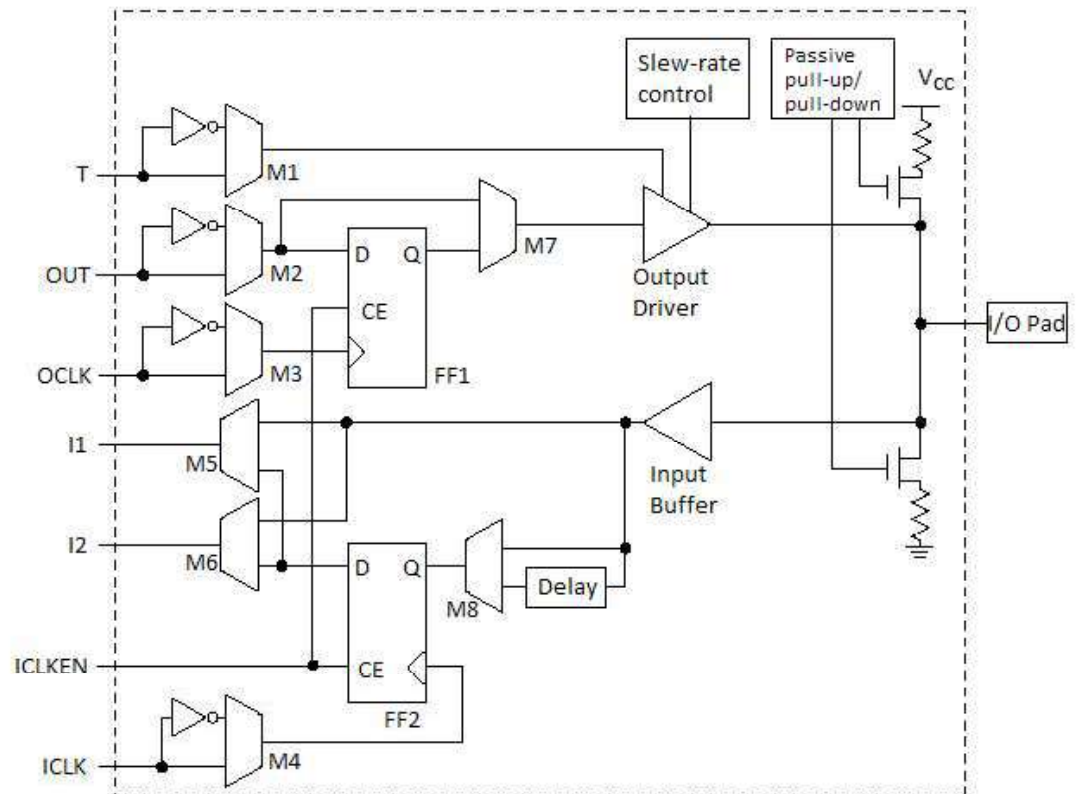 Slew-rate
control
Passive
pull-up/
pull-down
VCC
T
M1
OUT
M2
D
Q
M7
Output
Driver
CE
OCLK
M3
FF1
I/O Pad
I1
M5
Input
Buffer
I2
M6
D
Q
M8
Delay
ICLKEN
CE
FF2
ICLK
M4